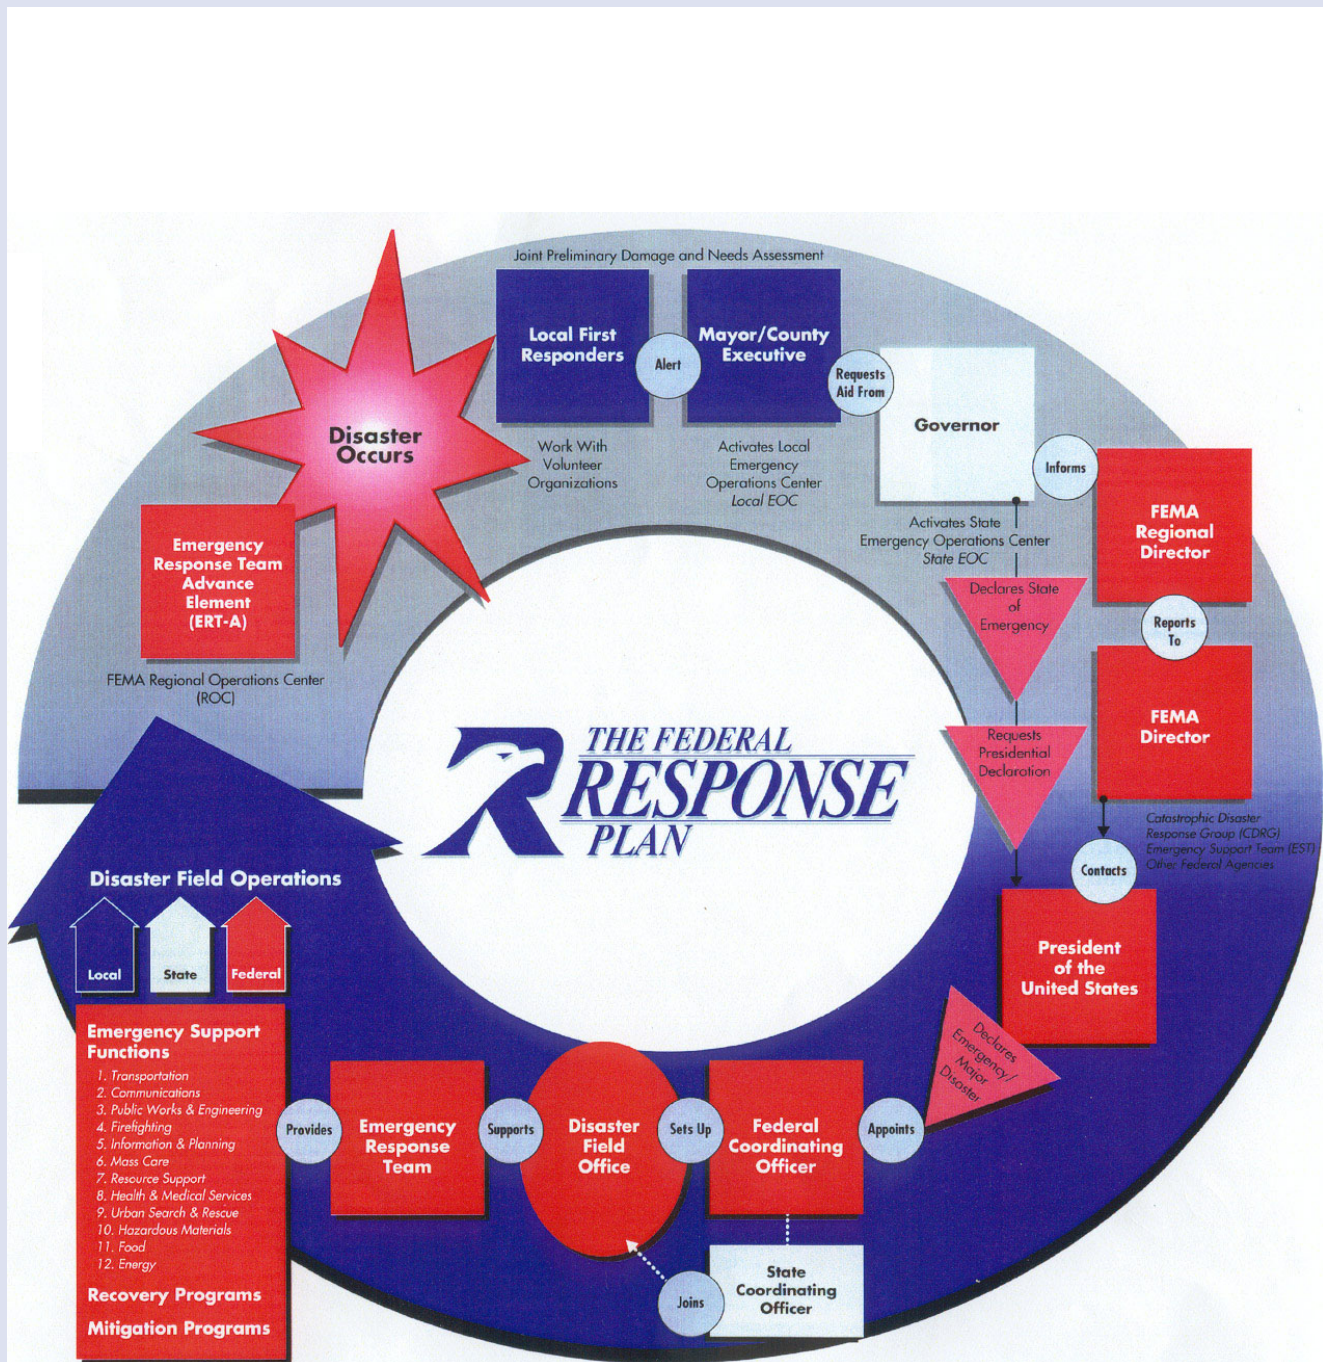 Joint Preliminary Damage and Needs Assessment
Disaster
Occurs
Local First
Responders
Alert
Mayor/County
Executive
Requests
Aid From
Governor
Informs
FEMA
Regional
Director
Work With
Volunteer
Organizations
Activates Local
Emergency
Operations Center
Local EOC
Activates State
Emergency Operations Center
State EOC
Declares State
of
Emergency
Reports
To
FEMA
Director
Requests
Presidential
Declaration
Catastrophic Disaster
Response Group (CDRG)
Emergency Support Team (EST)
Other Federal Agencies
Contacts
President
of the
United States
Declares
Emergency/
Major
Disaster
Appoints
Federal
Coordinating
Officer
State
Coordinating
Officer
Joins
Sets Up
Disaster
Field
Office
Supports
Emergency
Response
Team
Provides
Emergency Support
Functions
1. Transportation
2. Communications
3. Public Works & Engineering
4. Firefighting
5. Information & Planning
6. Mass Care
7. Resource Support
8. Health & Medical Services
9. Urban Search & Rescue
10. Hazardous Materials
11. Food
12. Energy
Recovery Programs
Mitigation Programs
Local
State
Federal
Disaster Field Operations
Emergency
Response Team
Advance
Element
(ERT-A)
FEMA Regional Operations Center
(ROC)
THE FEDERAL
RESPONSE
PLAN